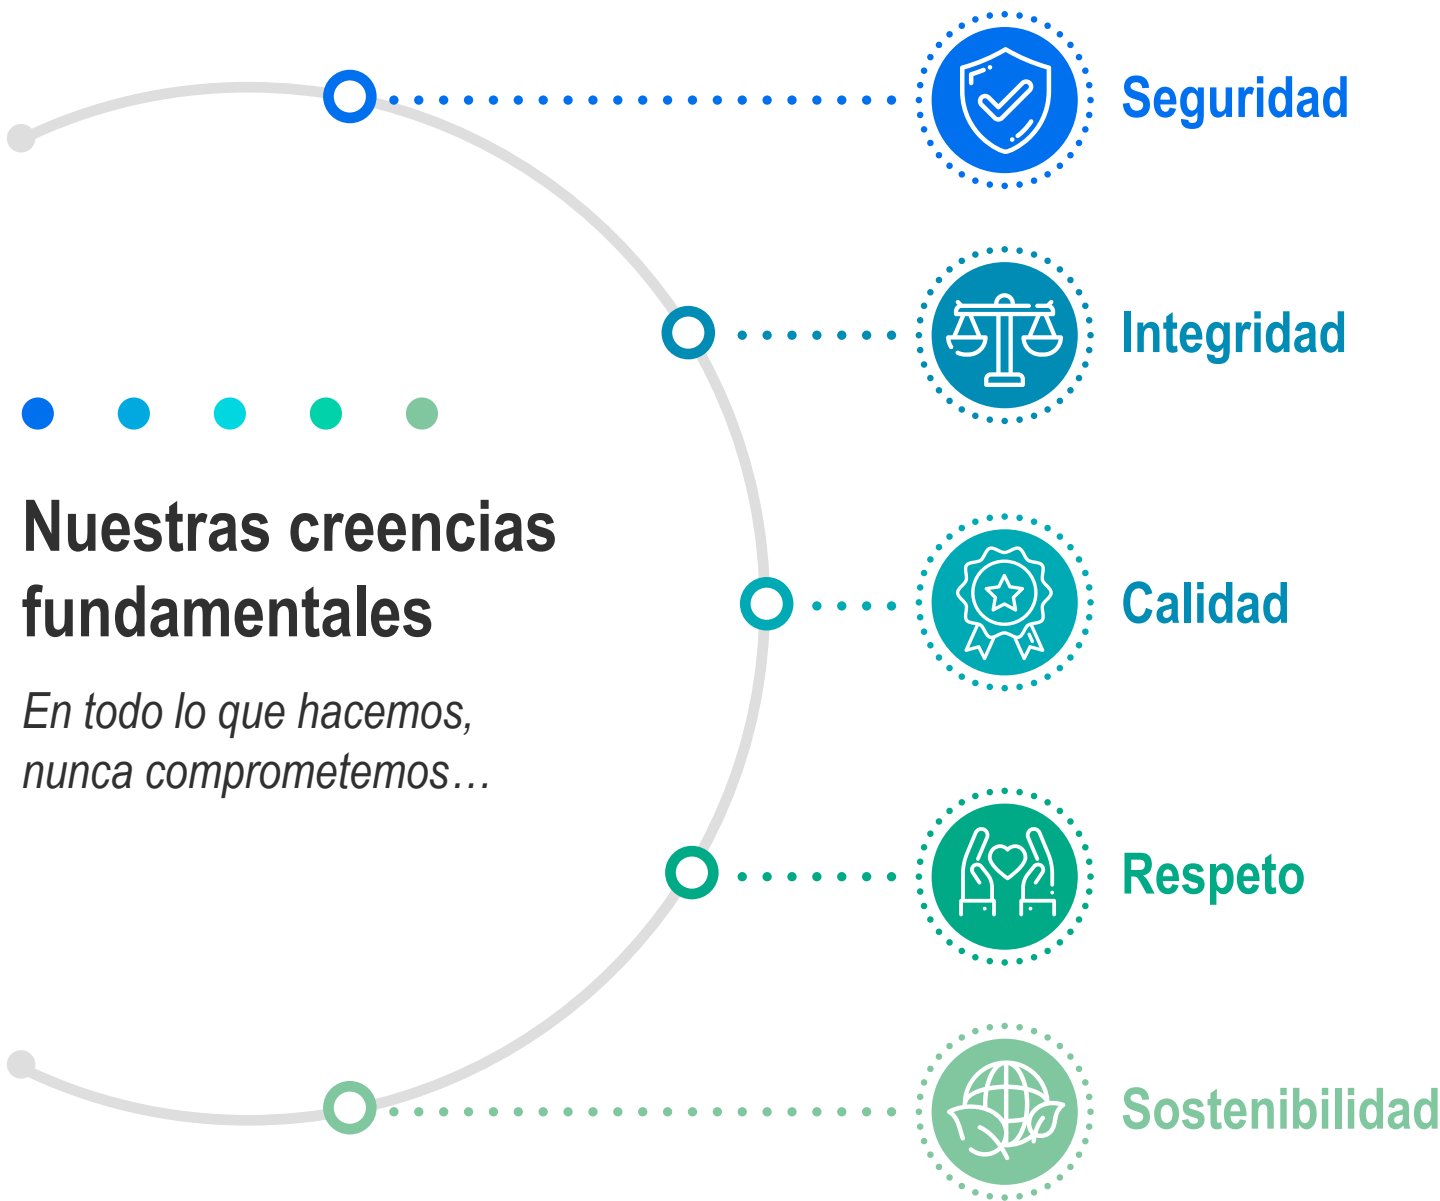 Nuestras creencias
fundamentales
En todo lo que hacemos,
nunca comprometemos…
Seguridad
Integridad
Calidad
Respeto
Sostenibilidad